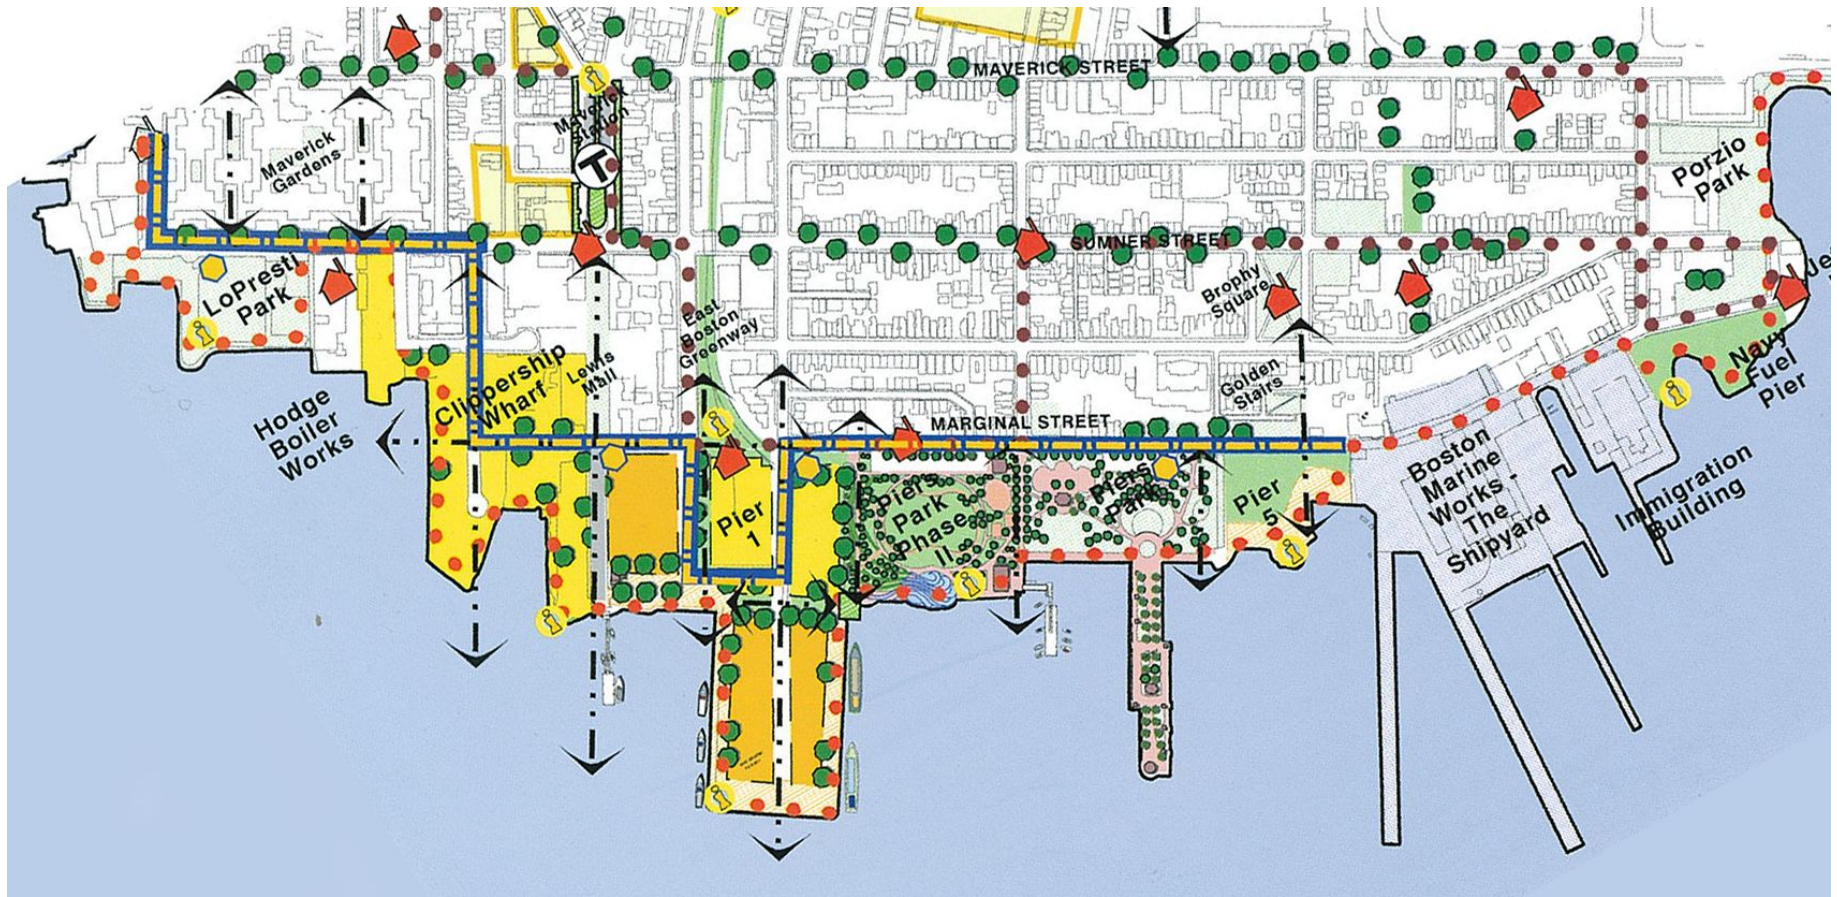 MAVERICK STREET
Maverick
Station
T
Maverick
Gardens
Porzio
Park
SUMNER STREET
Brophy
Square
LoPresti
Park
East
Boston
Greenway
Lewis
Mall
Clippership
Wharf
Golden
Stairs
Navy
Fuel
Pier
Hodge
Boiler
Works
MARGINAL STREET
Piers
Park
Phase
II
Piers
Park
Pier
1
Pier
5
Boston
Marine
Works -
The
Shipyard
Immigration
Building